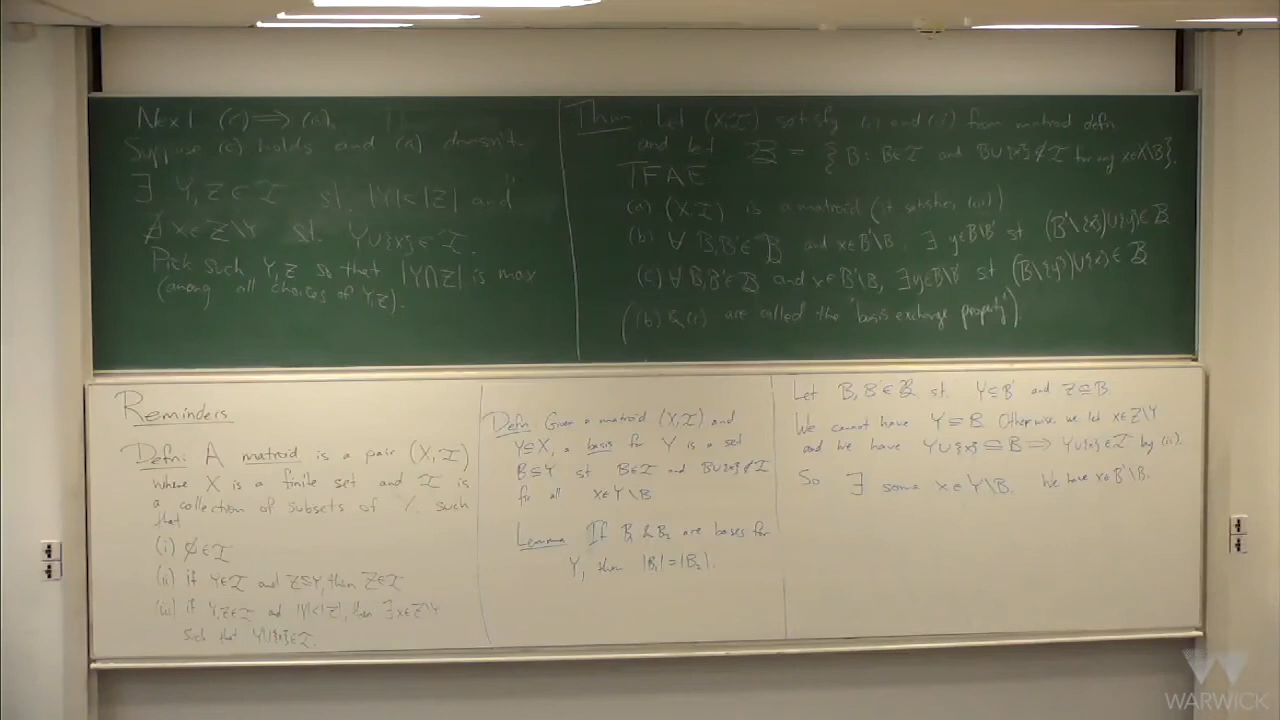 Next (c) ⟹ (a).
Suppose (c) holds and (a) doesn't.
∃ Y,Z ∈ I st. |Y|<|Z| and
∄ x∈Z\Y st. Y∪{x}∈ I.
Pick such Y,Z so that |Y∩Z| is max
(among all choices of Y,Z).
Thm Let (X,I) satisfy (i) and (ii) from matroid defn
and let B = {B : B∈I and B∪{x}∉I for any x∈X\B}.
TFAE
(a) (X,I) is a matroid (it satisfies (iii))
(b) ∀ B,B'∈B and x∈B'\B, ∃ y∈B\B' st (B'\{x})∪{y}∈B
(c) ∀ B,B'∈B and x∈B'\B, ∃y∈B\B' st (B\{y})∪{x}∈B
((b) & (c) are called the 'basis exchange property').
Reminders
Defn: A matroid is a pair (X,I)
where X is a finite set and I is
a collection of subsets of X such
that
(i) ∅∈I
(ii) if Y∈I and Z⊆Y, then Z∈I
(iii) if Y,Z∈I and |Y|<|Z|, then ∃x∈Z\Y
such that Y∪{x}∈I.
Defn Given a matroid (X,I) and
Y⊆X, a basis for Y is a set
B⊆Y st B∈I and B∪{x}∉I
for all x∈Y\B
Lemma If B₁ & B₂ are bases for
Y, then |B₁|=|B₂|.
Let B, B'∈B st. Y⊆B' and Z⊆B.
We cannot have Y⊆B. Otherwise, we let x∈Z\Y
and we have Y∪{x}⊆B ⟹ Y∪{x}∈I by (ii).
So ∃ some x∈Y\B. We have x∈B'\B.
WARWICK